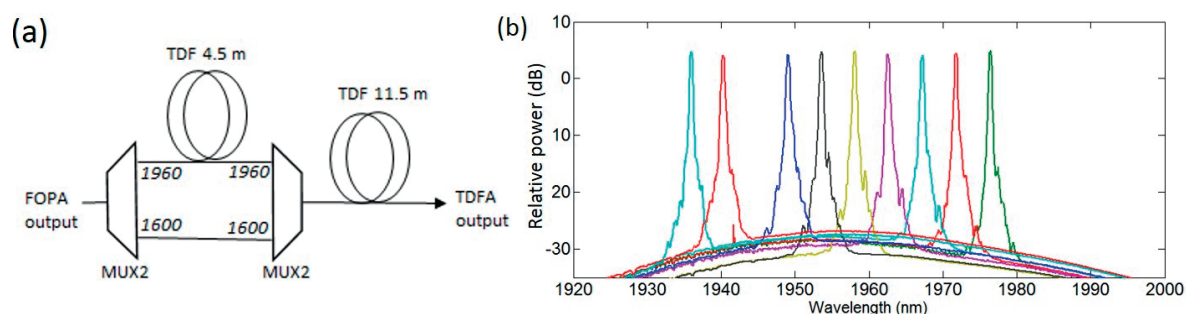 (a)
TDF 4.5 m
TDF 11.5 m
1960 1960
FOPA output
1600 1600
TDFA output
MUX2 MUX2
(b)
Relative power (dB)
10
0
10
20
-30
1920 1930 1940 1950 1960 1970 1980 1990 2000
Wavelength (nm)